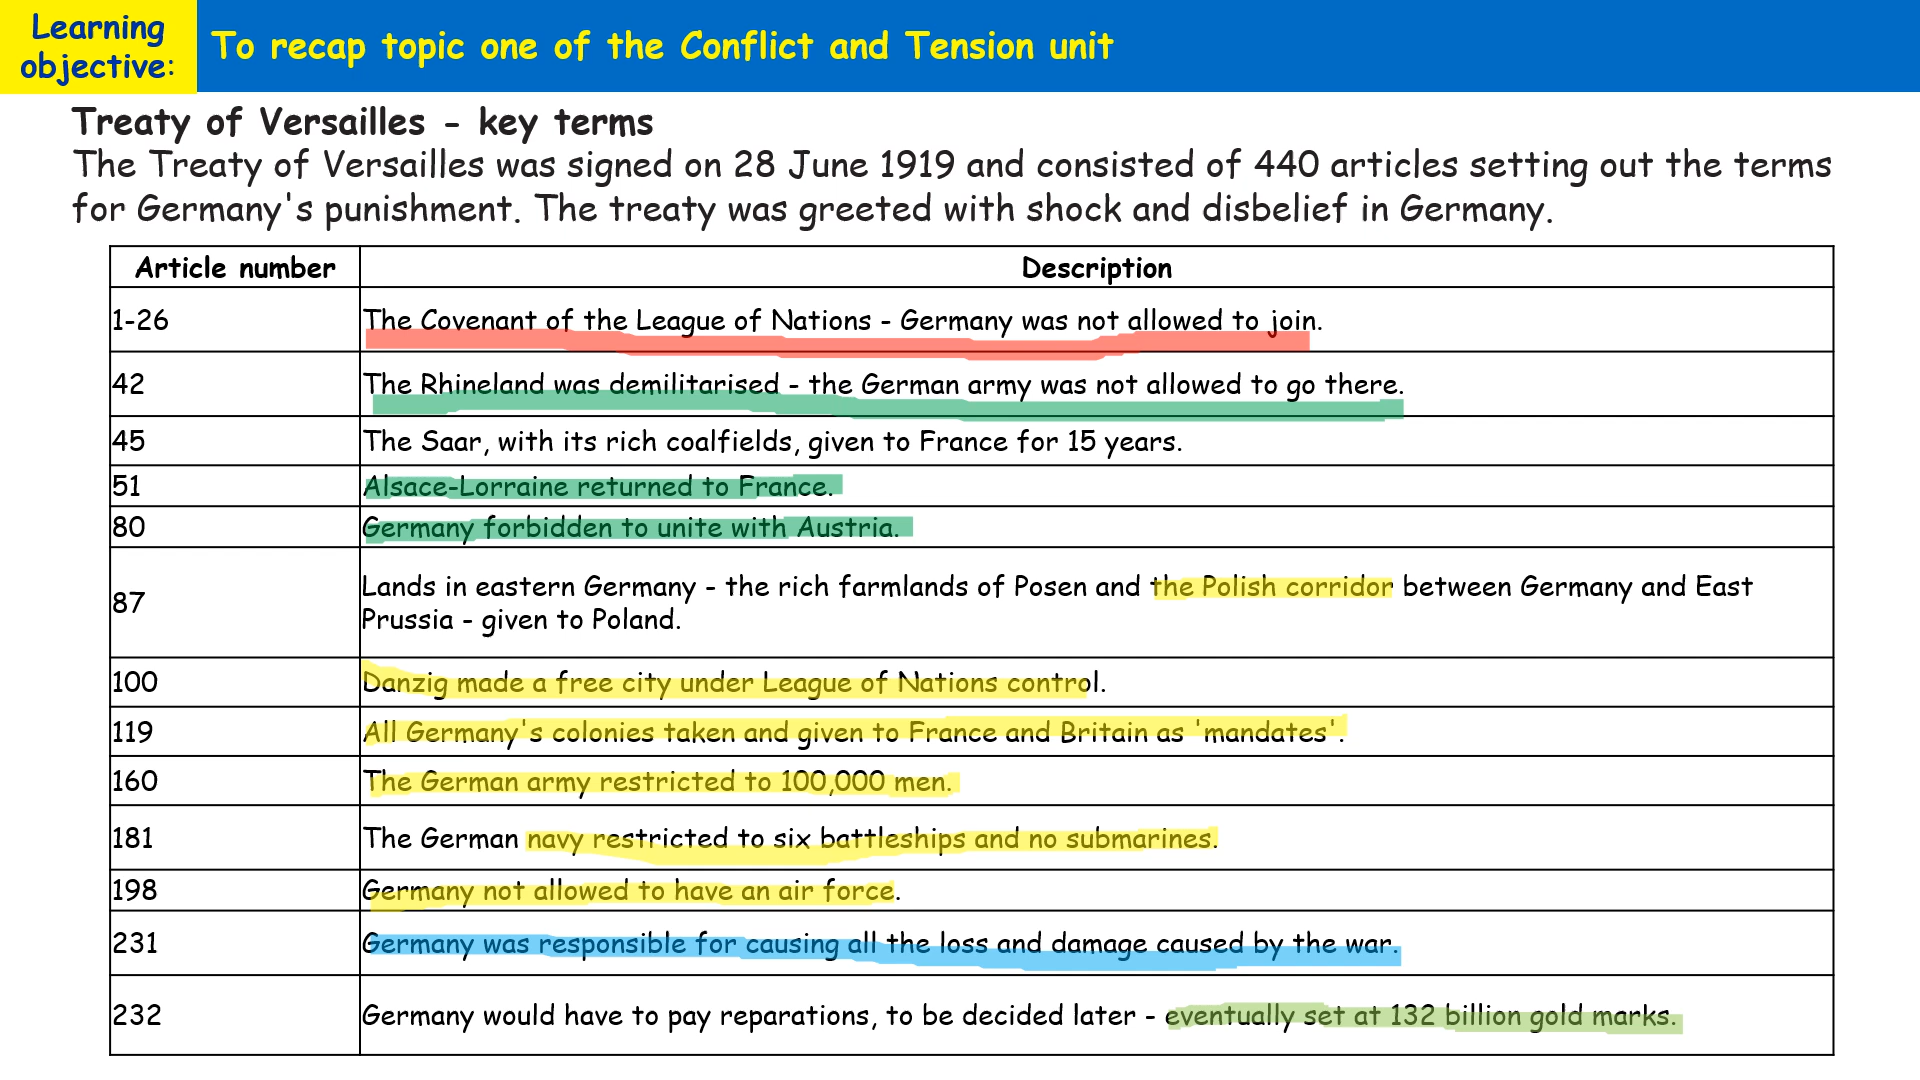 Learning
objective:
To recap topic one of the Conflict and Tension unit
Treaty of Versailles - key terms
The Treaty of Versailles was signed on 28 June 1919 and consisted of 440 articles setting out the terms
for Germany's punishment. The treaty was greeted with shock and disbelief in Germany.
Article number Description
1-26 The Covenant of the League of Nations - Germany was not allowed to join.
42 The Rhineland was demilitarised - the German army was not allowed to go there.
45 The Saar, with its rich coalfields, given to France for 15 years.
51 Alsace-Lorraine returned to France.
80 Germany forbidden to unite with Austria.
87 Lands in eastern Germany - the rich farmlands of Posen and the Polish corridor between Germany and East
Prussia - given to Poland.
100 Danzig made a free city under League of Nations control.
119 All Germany's colonies taken and given to France and Britain as 'mandates'.
160 The German army restricted to 100,000 men.
181 The German navy restricted to six battleships and no submarines.
198 Germany not allowed to have an air force.
231 Germany was responsible for causing all the loss and damage caused by the war.
232 Germany would have to pay reparations, to be decided later - eventually set at 132 billion gold marks.